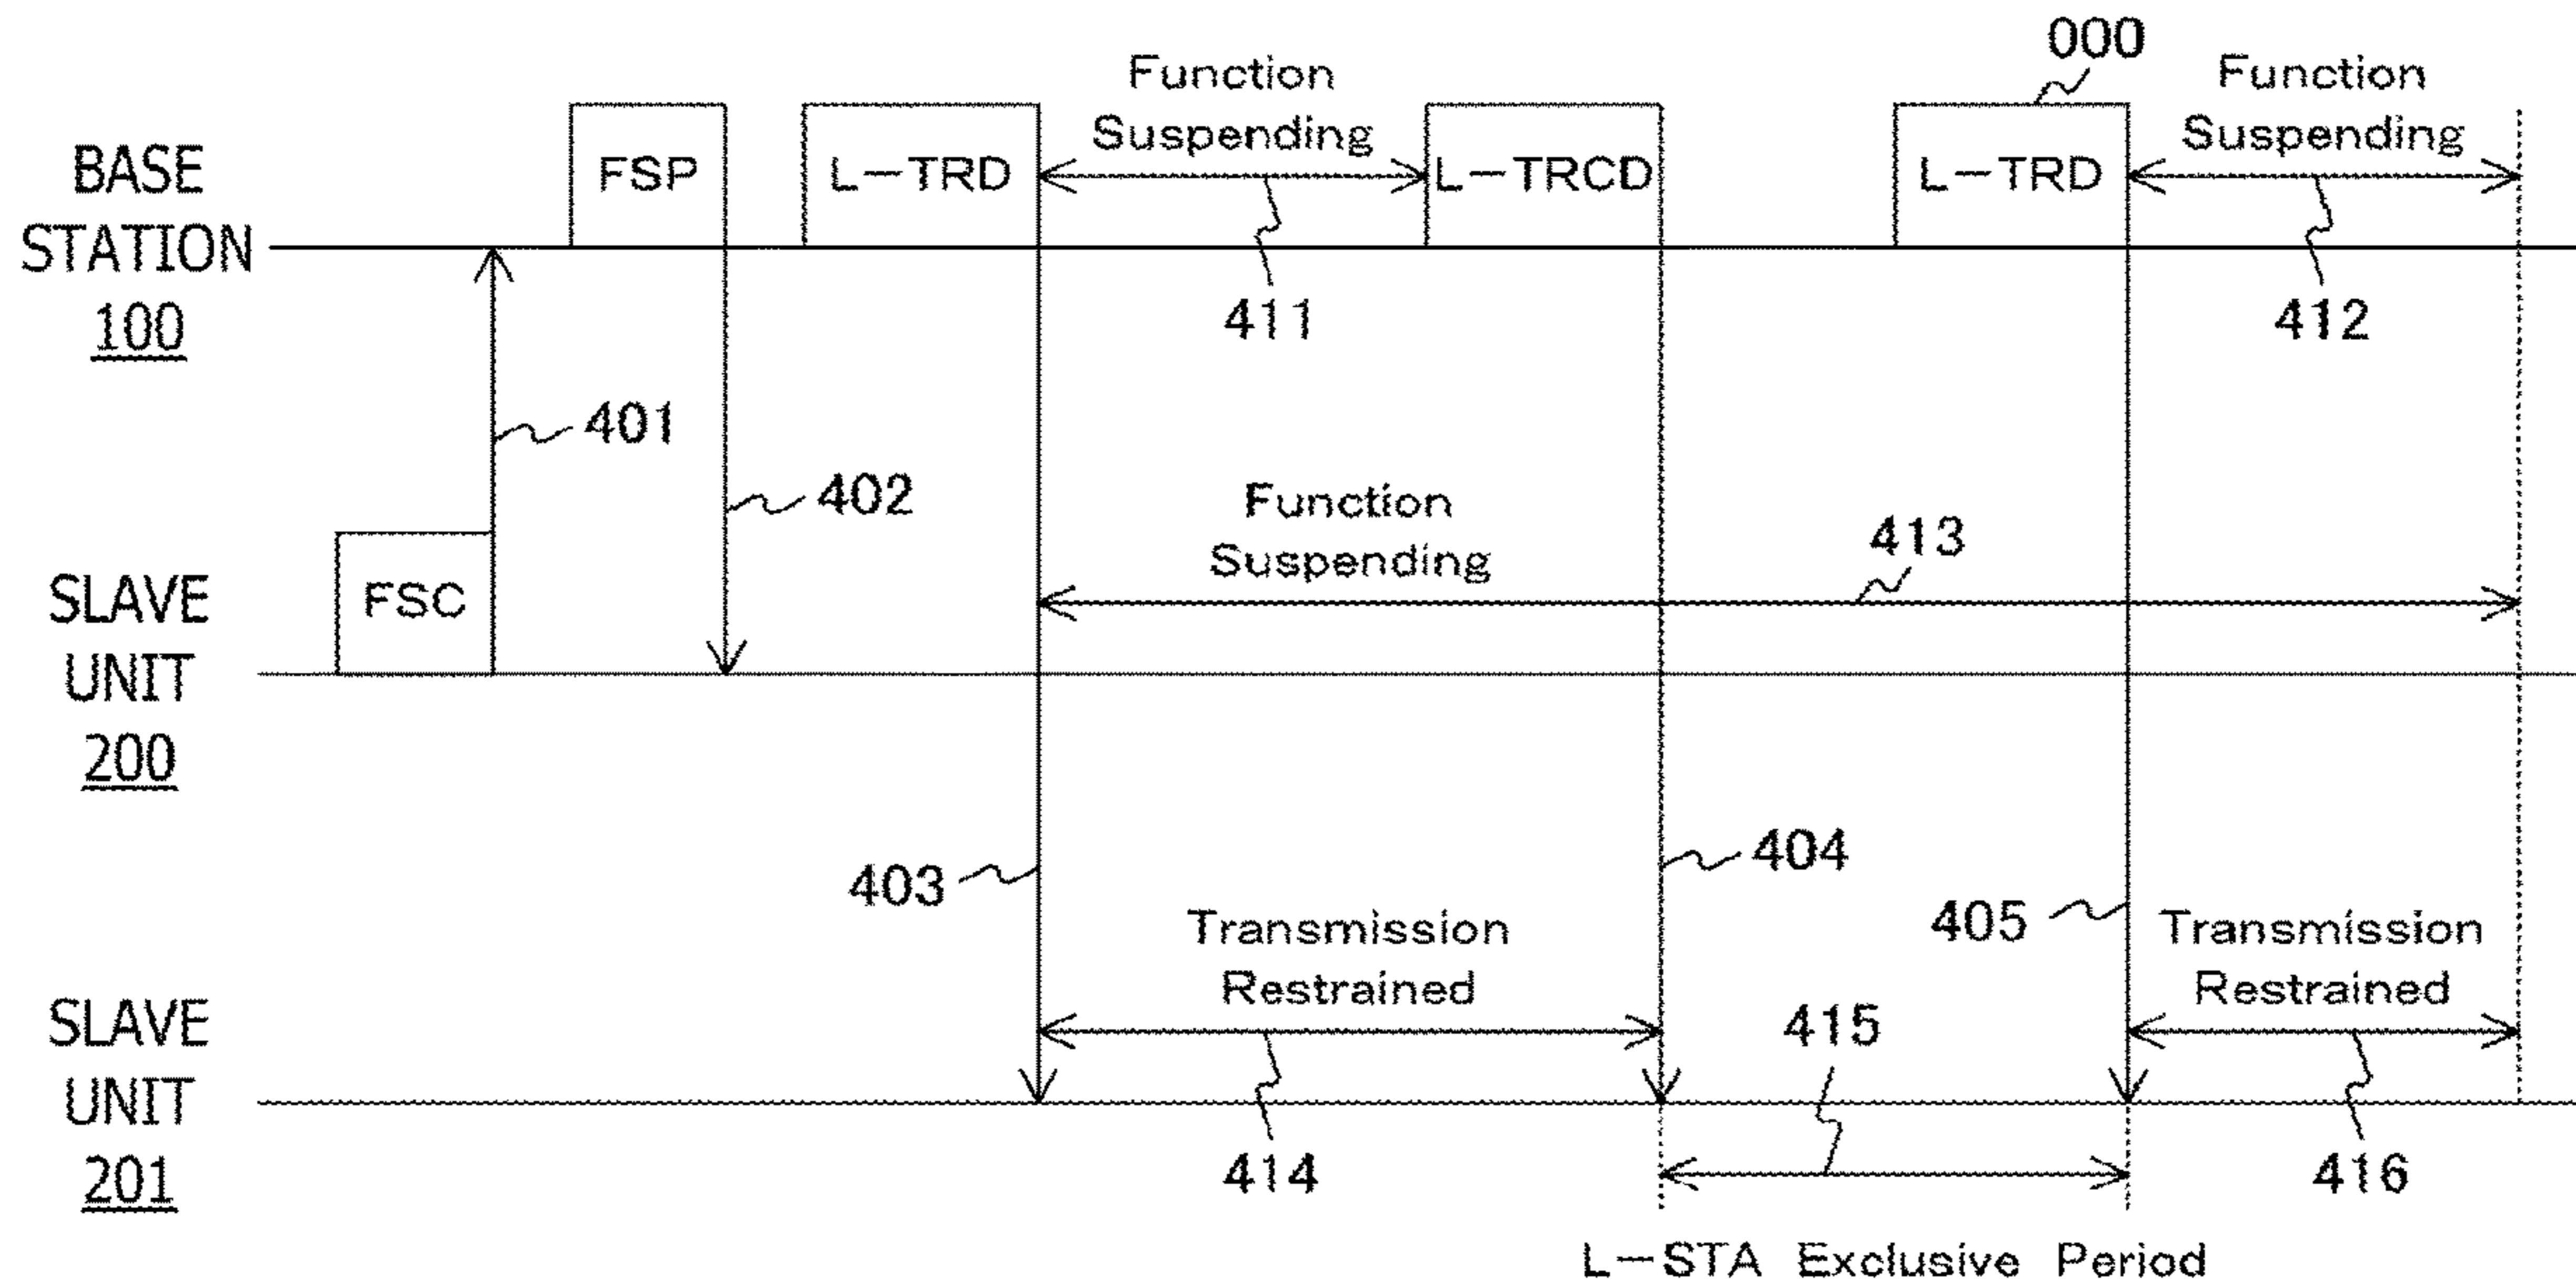 000
Function
Suspending
Function
Suspending
BASE
STATION
100
FSP
L-TRD
L-TRCD
L-TRD
411
412
401
402
Function
Suspending
413
SLAVE
UNIT
200
FSC
403
404
405
Transmission
Restrained
Transmission
Restrained
SLAVE
UNIT
201
415
414
416
L-STA Exclusive Period